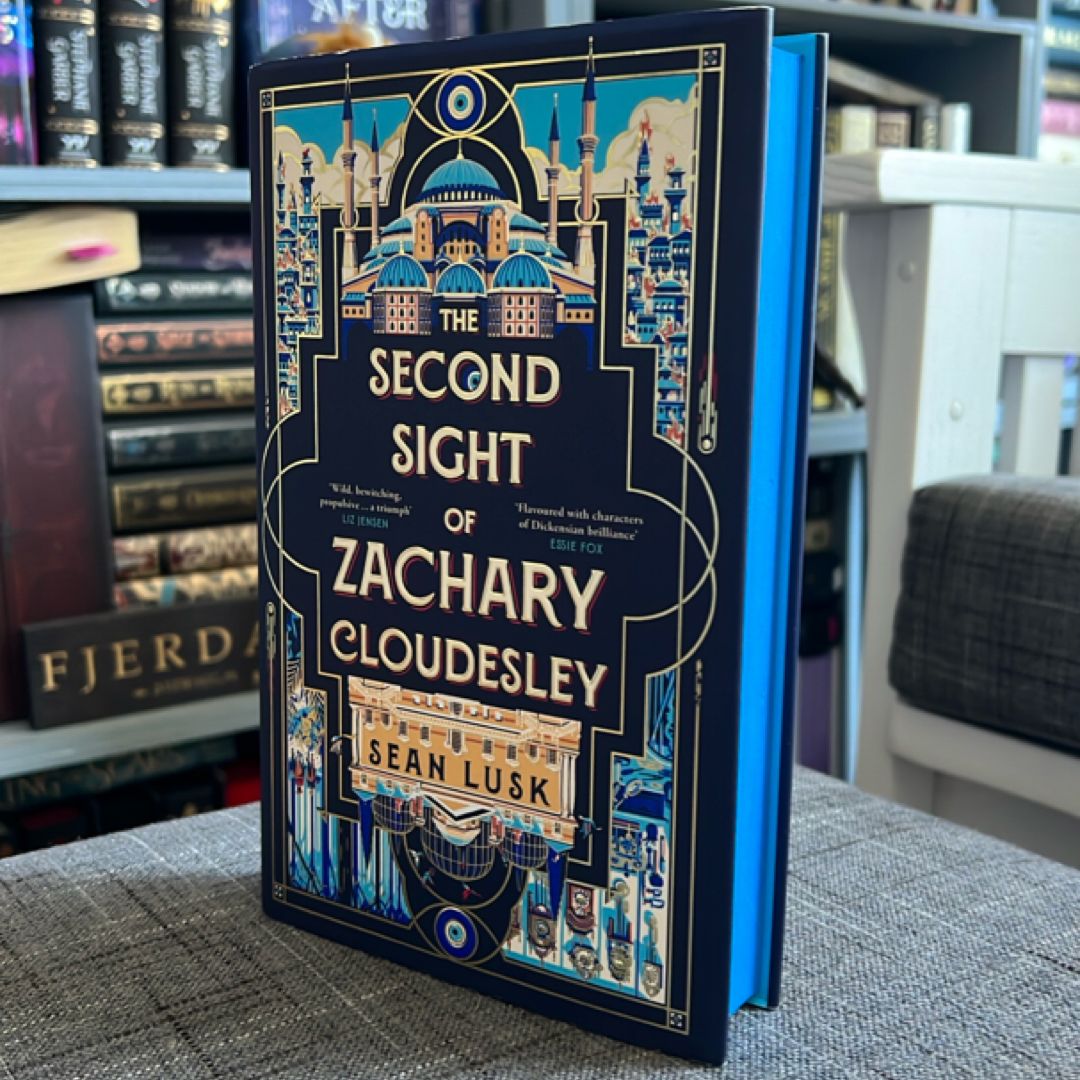 AFTER
STEPHANIE
GARBER
STEPHANIE
GARBER
STEPHANIE
GARBER
THE
SECOND
SIGHT
OF
ZACHARY
CLOUDESLEY
'Wild, bewitching,
propulsive ... a triumph'
LIZ JENSEN
'Flavoured with characters
of Dickensian brilliance'
ESSIE FOX
SEAN LUSK
FJERDA